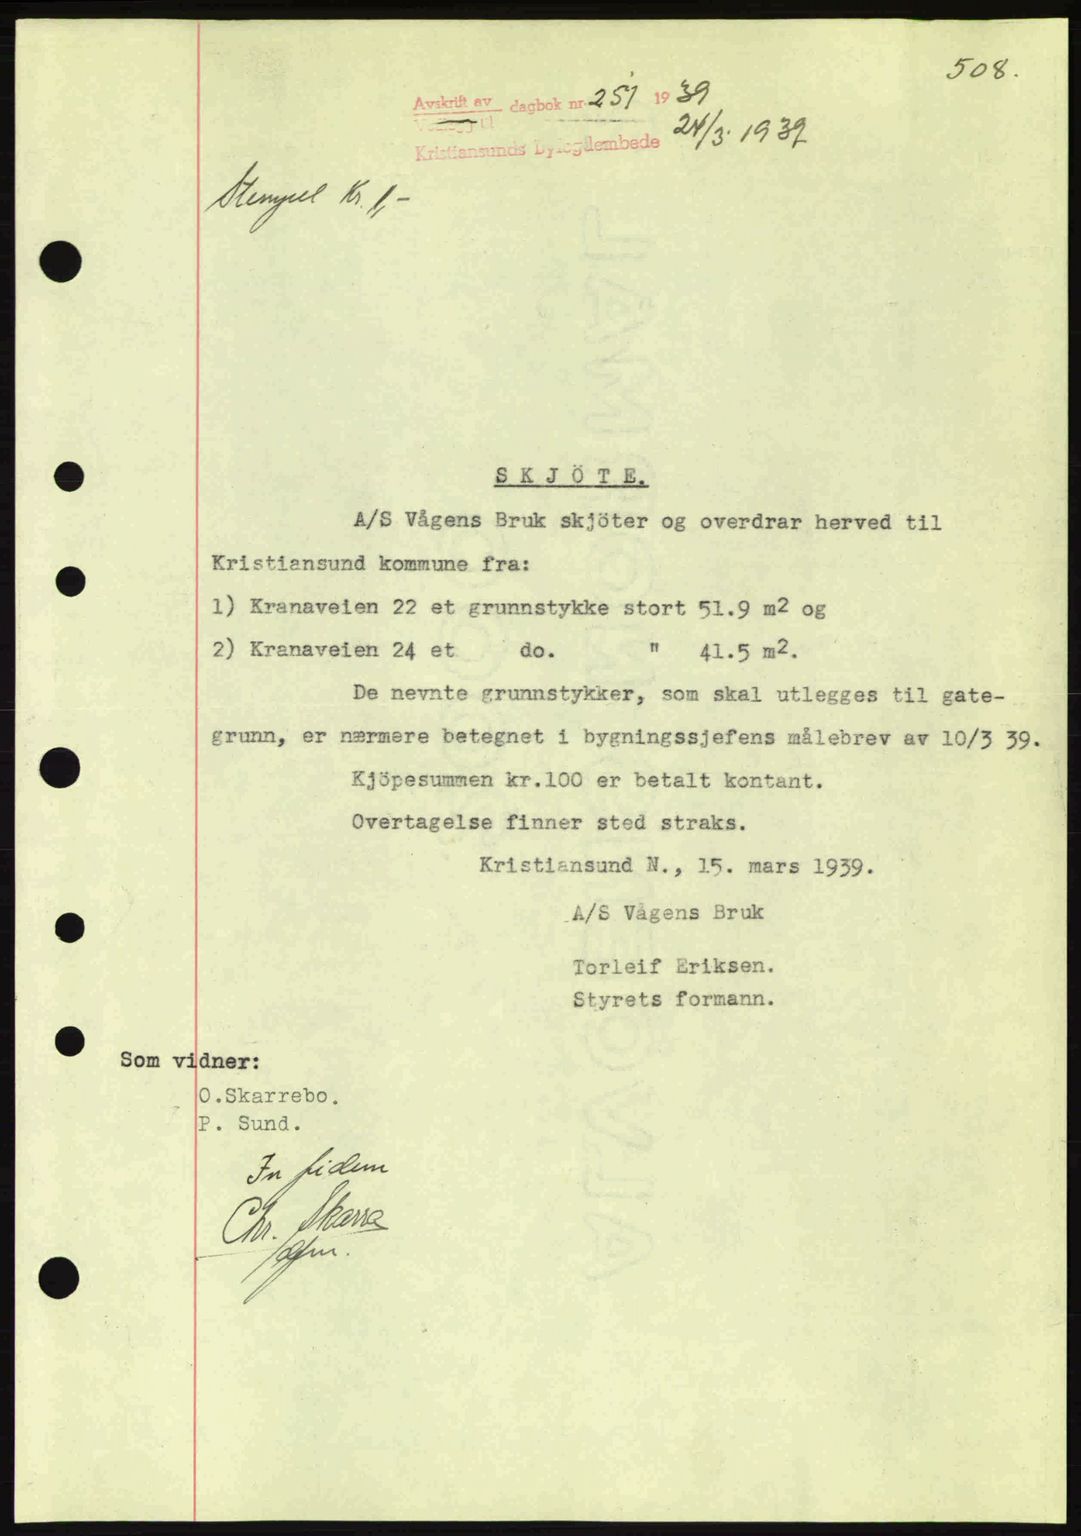 508.
Avskrift av dagbok nr. 251 1939
Vedlegg til
Kristiansunds byfogdembede 24/3 1939
Stempel Kr. 1,-
S K J Ö T E.
A/S Vågens Bruk skjöter og overdrar herved til
Kristiansund kommune fra:
1) Kranaveien 22 et grunnstykke stort 51.9 m2 og
2) Kranaveien 24 et do. " 41.5 m2.
De nevnte grunnstykker, som skal utlegges til gate-
grunn, er nærmere betegnet i bygningssjefens målebrev av 10/3 39.
Kjöpesummen kr.100 er betalt kontant.
Overtagelse finner sted straks.
Kristiansund N., 15. mars 1939.
A/S Vågens Bruk
Torleif Eriksen.
Styrets formann.
Som vidner:
O.Skarrebo.
P. Sund.
In fidem
Chr. Skarra